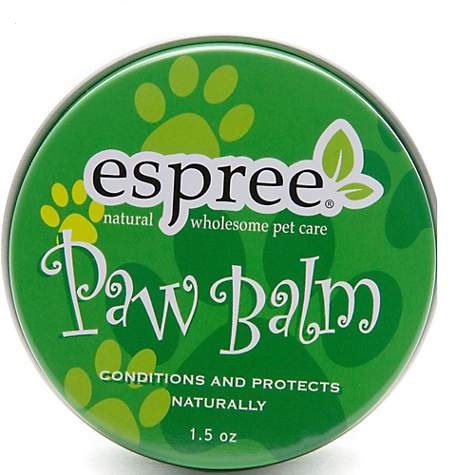 espree®
natural wholesome pet care
Paw Balm
CONDITIONS AND PROTECTS
NATURALLY
1.5 oz